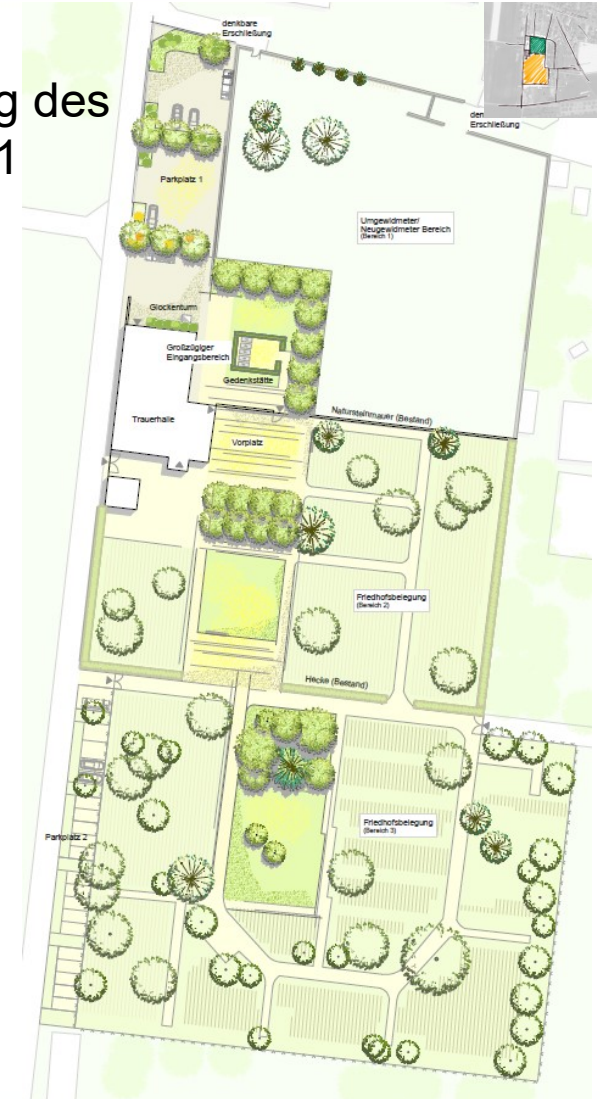 g des
1
denkbare
Erschließung
den
Erschließung
Parkplatz 1
Umgewidmeter/
Neugewidmeter Bereich
(Bereich 1)
Glockenturm
Großzügiger
Eingangsbereich
Gedenkstätte
Trauerhalle
Vorplatz
Natursteinmauer (Bestand)
Friedhofsbelegung
(Bereich 2)
Hecke (Bestand)
Parkplatz 2
Friedhofsbelegung
(Bereich 3)